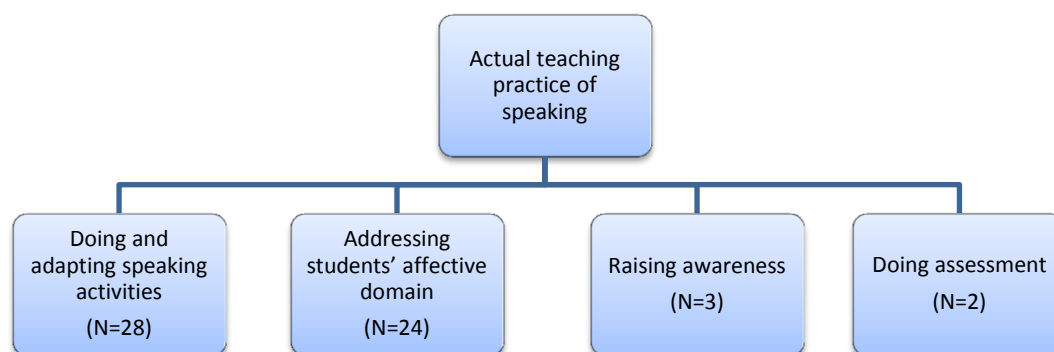 Actual teaching
practice of
speaking
Doing and
adapting speaking
activities
(N=28)
Addressing
students’ affective
domain
(N=24)
Raising awareness
(N=3)
Doing assessment
(N=2)